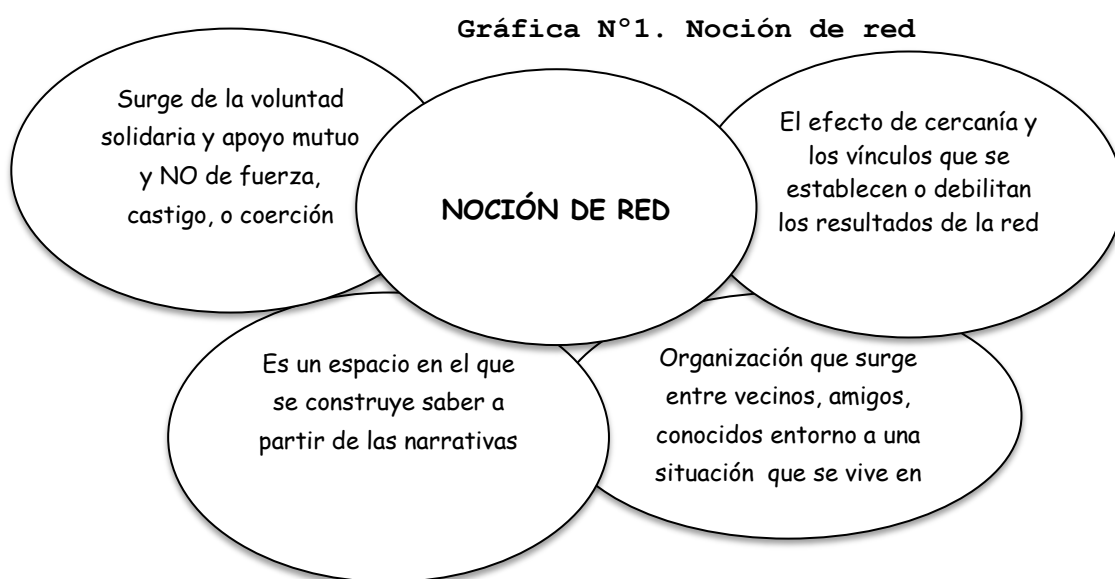 Gráfica N°1. Noción de red
Surge de la voluntad
solidaria y apoyo mutuo
y NO de fuerza,
castigo, o coerción
NOCIÓN DE RED
El efecto de cercanía y
los vínculos que se
establecen o debilitan
los resultados de la red
Es un espacio en el que
se construye saber a
partir de las narrativas
Organización que surge
entre vecinos, amigos,
conocidos entorno a una
situación que se vive en